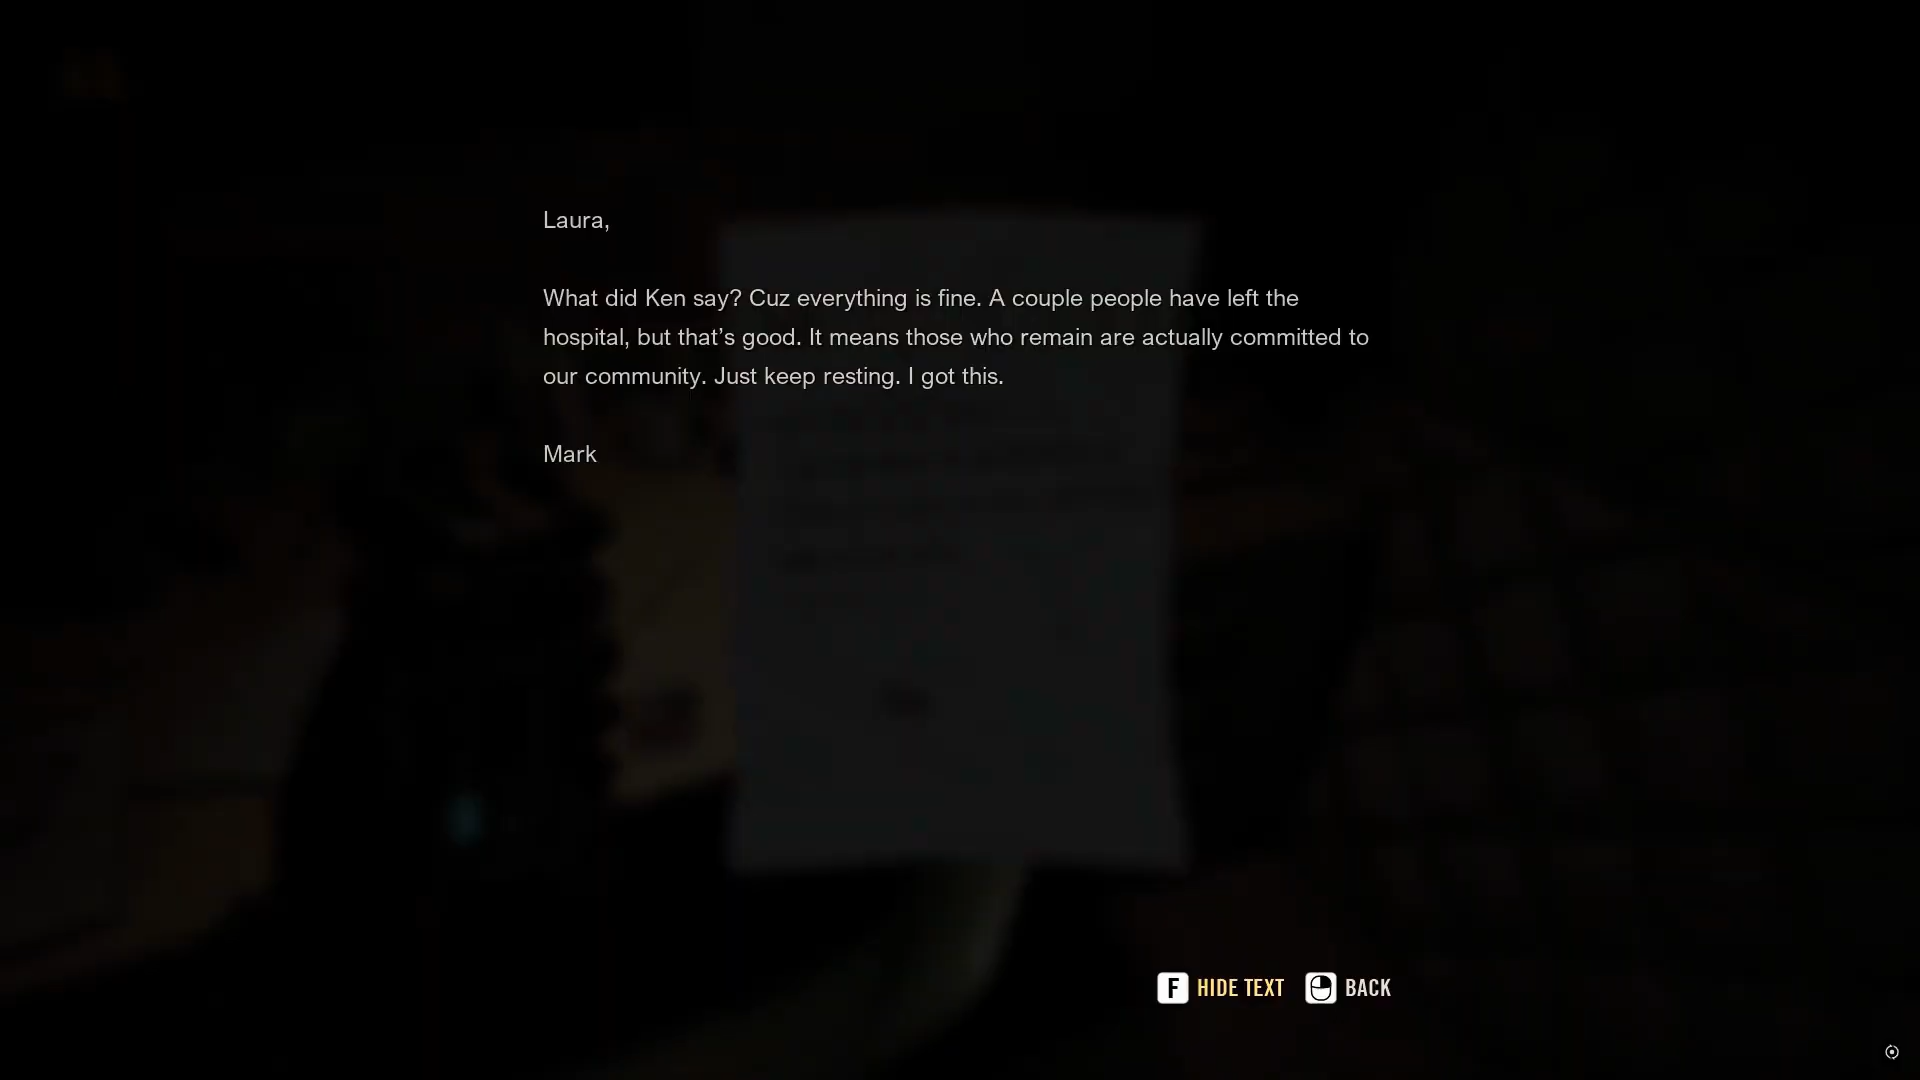 Laura,
What did Ken say? Cuz everything is fine. A couple people have left the
hospital, but that’s good. It means those who remain are actually committed to
our community. Just keep resting. I got this.
Mark
F HIDE TEXT BACK